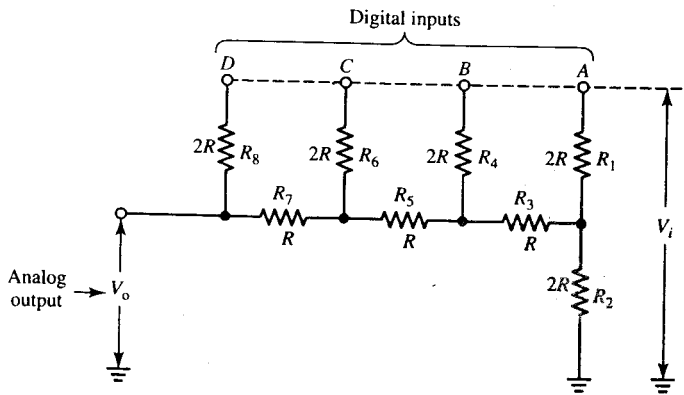 Digital inputs
D C B A
2R R₈ 2R R₆ 2R R₄ 2R R₁
R₇ R₅ R₃
R R R
Vᵢ
Analog
output
Vₒ
2R R₂